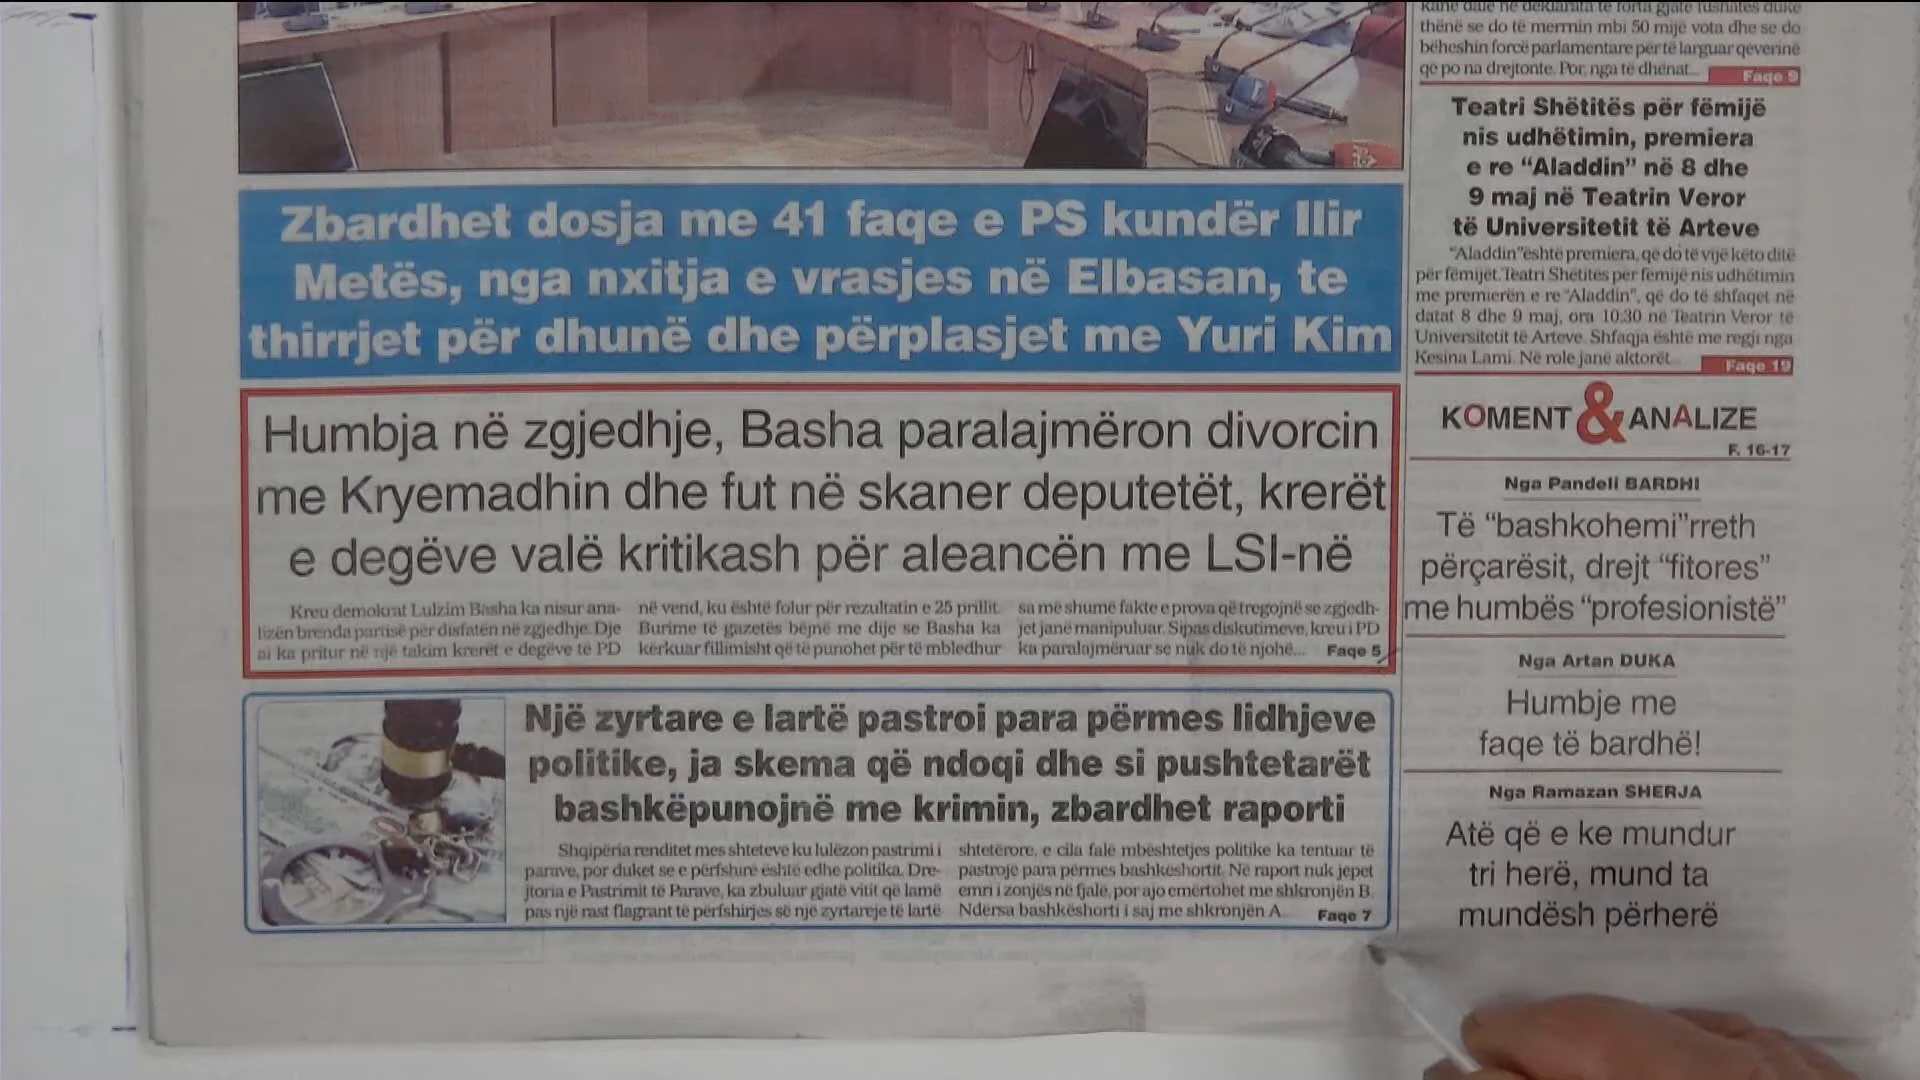 Zbardhet dosja me 41 faqe e PS kundër Ilir
Metës, nga nxitja e vrasjes në Elbasan, te
thirrjet për dhunë dhe përplasjet me Yuri Kim
Humbja në zgjedhje, Basha paralajmëron divorcin
me Kryemadhin dhe fut në skaner deputetët, krerët
e degëve valë kritikash për aleancën me LSI-në
Kreu demokrat Lulzim Basha ka nisur ana-
lizën brenda partisë për disfatën në zgjedhje. Dje
ai ka pritur në një takim krerët e degëve të PD
në vend, ku është folur për rezultatin e 25 prillit.
Burime të gazetës bëjnë me dije se Basha ka
kërkuar fillimisht që të punohet për të mbledhur
sa më shumë fakte e prova që tregojnë se zgjedh-
jet janë manipuluar. Sipas diskutimeve, kreu i PD
ka paralajmëruar se nuk do të njohë... Faqe 5
Një zyrtare e lartë pastroi para përmes lidhjeve
politike, ja skema që ndoqi dhe si pushtetarët
bashkëpunojnë me krimin, zbardhet raporti
Shqipëria renditet mes shteteve ku lulëzon pastrimi i
parave, por duket se e përfshirë është edhe politika. Dre-
jtoria e Pastrimit të Parave, ka zbuluar gjatë vitit që lamë
pas një rast flagrant të përfshirjes së një zyrtareje të lartë
shtetërore, e cila falë mbështetjes politike ka tentuar të
pastrojë para përmes bashkëshortit. Në raport nuk jepet
emri i zonjës në fjalë, por ajo emërtohet me shkronjën B.
Ndërsa bashkëshorti i saj me shkronjën A... Faqe 7
kanë dalë në deklarata të forta gjatë fushatës duke
thënë se do të merrnin mbi 50 mijë vota dhe se do
bëheshin forcë parlamentare për të larguar qeverinë
që po na drejtonte. Por, nga të dhënat... Faqe 9
Teatri Shëtitës për fëmijë
nis udhëtimin, premiera
e re “Aladdin” në 8 dhe
9 maj në Teatrin Veror
të Universitetit të Arteve
“Aladdin”është premiera, që do të vijë këto ditë
për fëmijët. Teatri Shëtitës për fëmijë nis udhëtimin
me premierën e re “Aladdin”, që do të shfaqet në
datat 8 dhe 9 maj, ora 10:30 në Teatrin Veror të
Universitetit të Arteve. Shfaqja është me regji nga
Kesina Lami. Në role janë aktorët... Faqe 19
KOMENT & ANALIZE
F. 16-17
Nga Pandeli BARDHI
Të “bashkohemi”rreth
përçarësit, drejt “fitores”
me humbës “profesionistë”
Nga Artan DUKA
Humbje me
faqe të bardhë!
Nga Ramazan SHERJA
Atë që e ke mundur
tri herë, mund ta
mundësh përherë